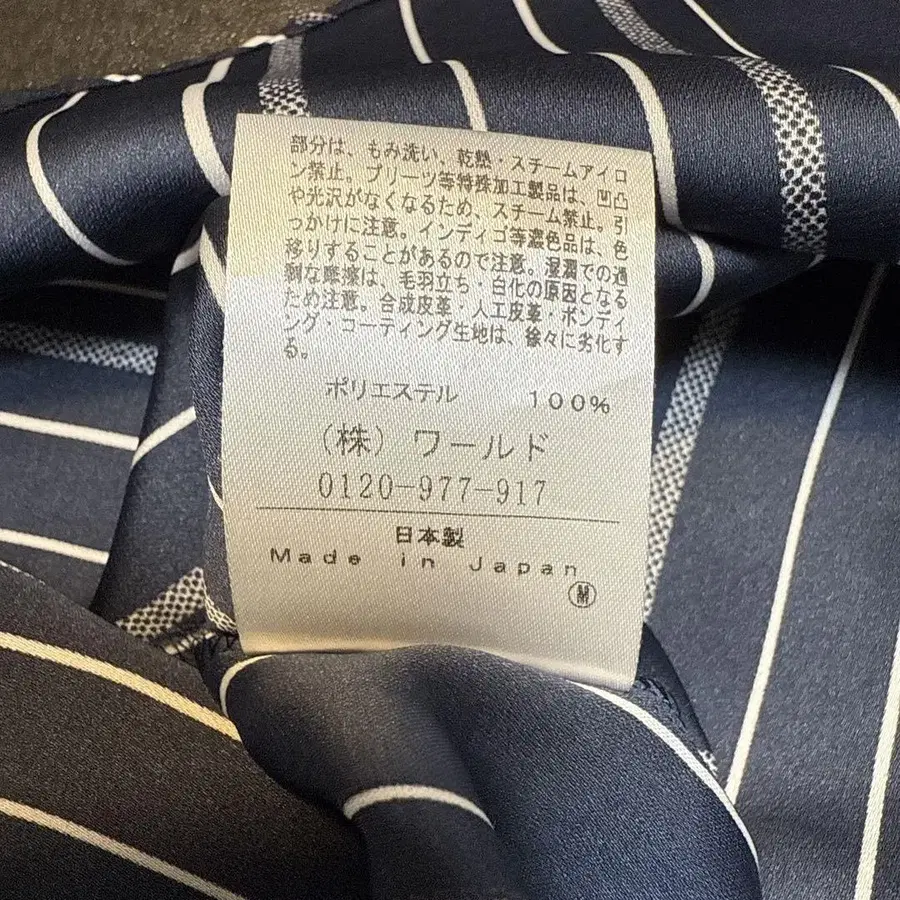 部分は、もみ洗い、乾熱・スチームアイロ
ン禁止。プリーツ等特殊加工製品は、凹凸
や光沢がなくなるため、スチーム禁止。引
っかけに注意。インディゴ等濃色品は、色
移りすることがあるので注意。湿潤での過
剰な摩擦は、毛羽立ち・白化の原因となる
ため注意。合成皮革・人工皮革・ボンディ
ング・コーティング生地は、徐々に劣化す
る。
ポリエステル 100%
(株) ワールド
0120-977-917
日本製
Made in Japan